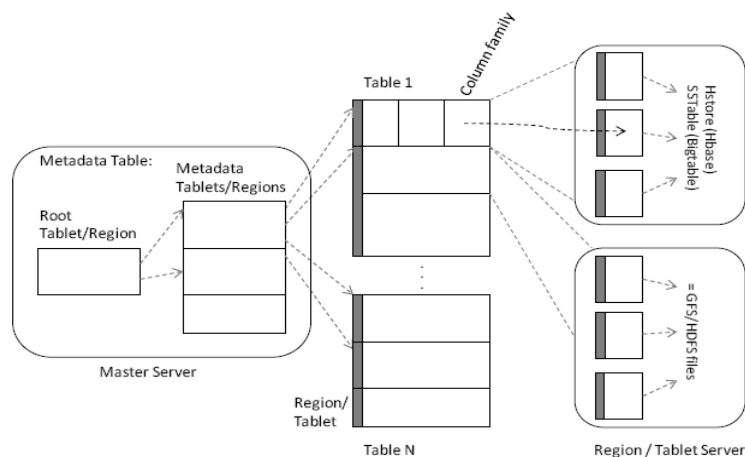 Metadata Table:
Root
Tablet/Region
Metadata
Tablets/Regions
Master Server
Table 1
Column family
Region/
Tablet
Table N
Hstore (Hbase)
SSTable (Bigtable)
= GFS/HDFS
files
Region / Tablet Server